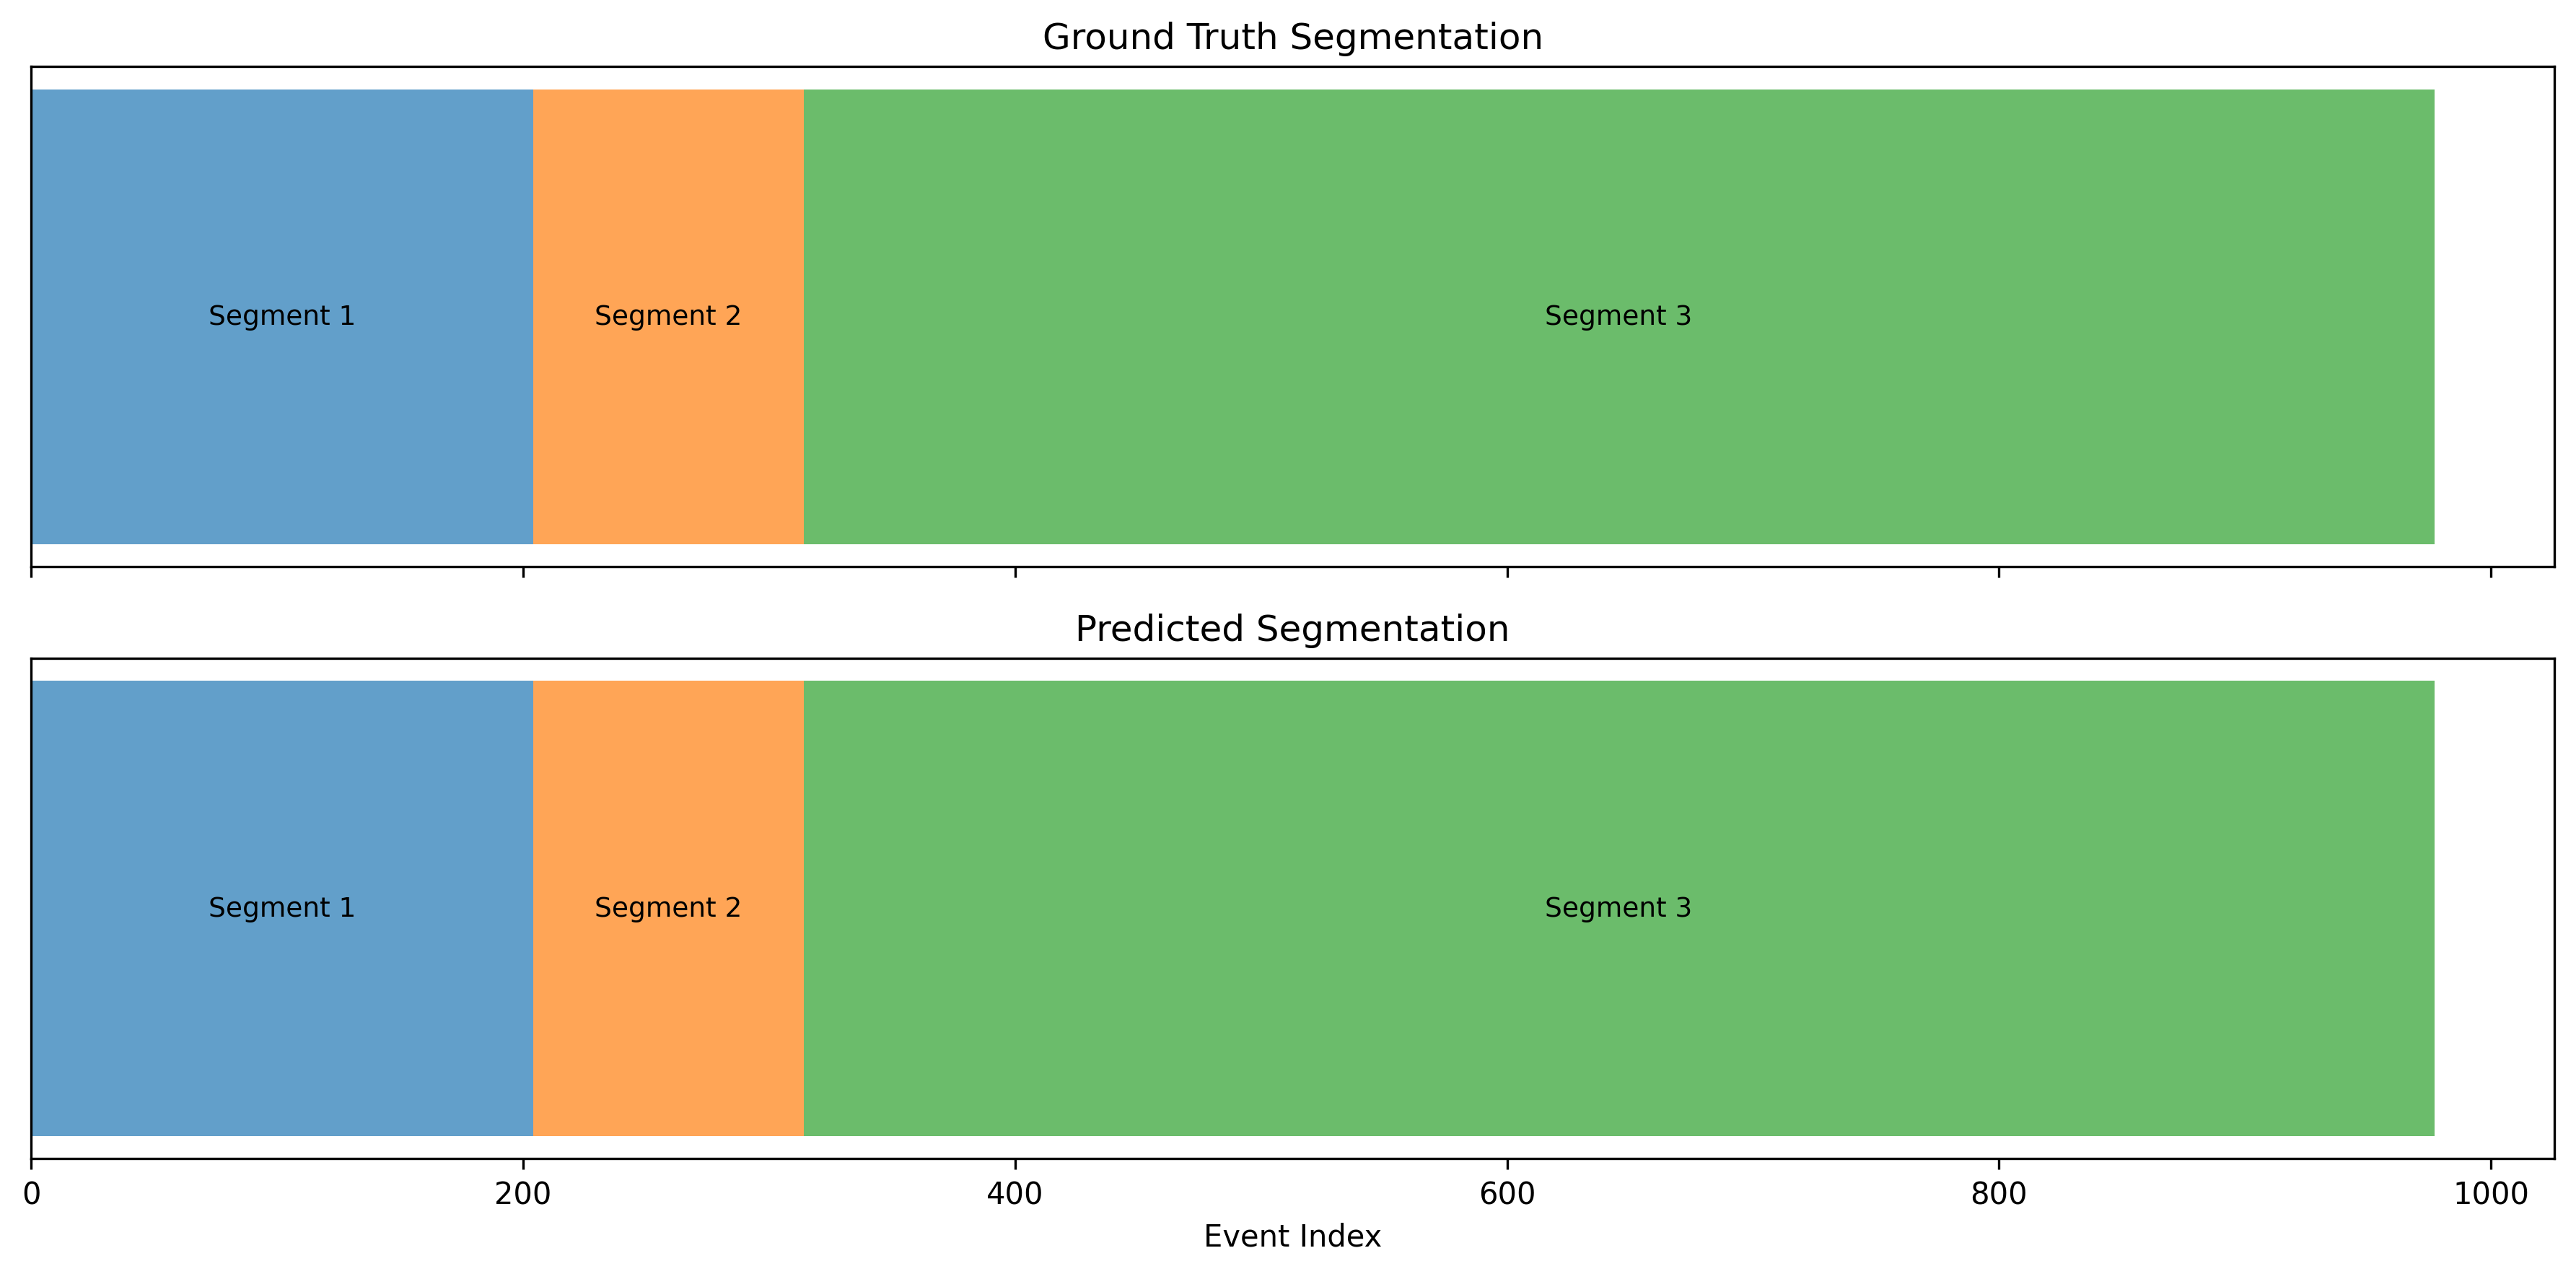 Ground Truth Segmentation
Segment 1 Segment 2 Segment 3
Predicted Segmentation
Segment 1 Segment 2 Segment 3
0 200 400 600 800 1000
Event Index